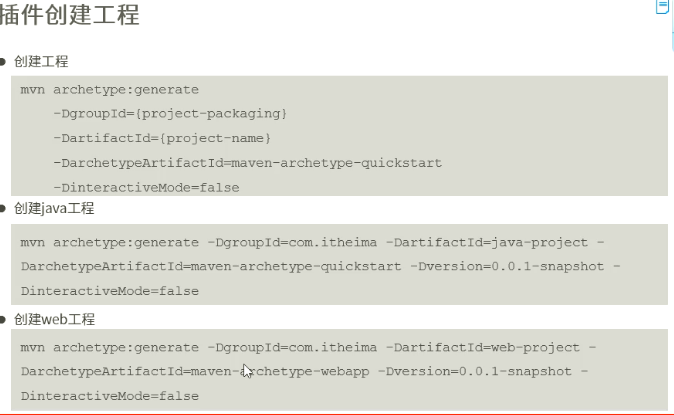 插件创建工程
创建工程
mvn archetype:generate
-DgroupId={project-packaging}
-DartifactId={project-name}
-DarchetypeArtifactId=maven-archetype-quickstart
-DinteractiveMode=false
创建java工程
mvn archetype:generate -DgroupId=com.itheima -DartifactId=java-project -
DarchetypeArtifactId=maven-archetype-quickstart -Dversion=0.0.1-snapshot -
DinteractiveMode=false
创建web工程
mvn archetype:generate -DgroupId=com.itheima -DartifactId=web-project -
DarchetypeArtifactId=maven-archetype-webapp -Dversion=0.0.1-snapshot -
DinteractiveMode=false